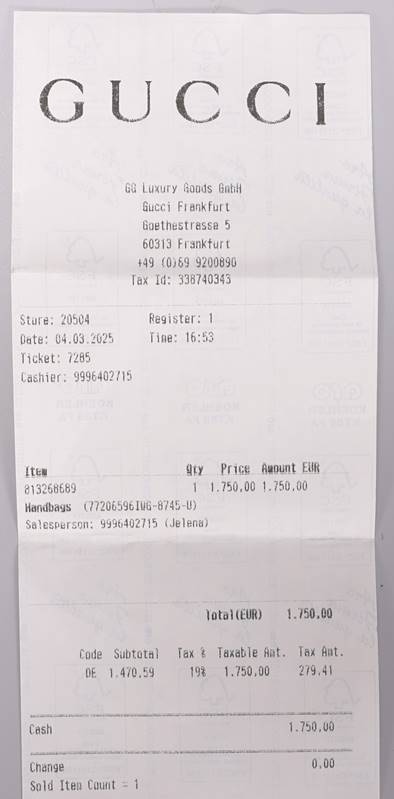 GUCCI
GG Luxury Goods GmbH
Gucci Frankfurt
Goethestrasse 5
60313 Frankfurt
+49 (0)69 9200890
Tax Id: 338740343
Store: 20504 Register: 1
Date: 04.03.2025 Time: 16:53
Ticket: 7285
Cashier: 9996402715
Item Qty Price Amount EUR
813268689 1 1.750,00 1.750,00
Handbags (77206596IUG-8745-U)
Salesperson: 9996402715 (Jelena)
Total(EUR) 1.750,00
Code Subtotal Tax % Taxable Amt. Tax Amt.
DE 1.470,59 19% 1.750,00 279,41
Cash 1.750,00
Change 0,00
Sold Item Count = 1